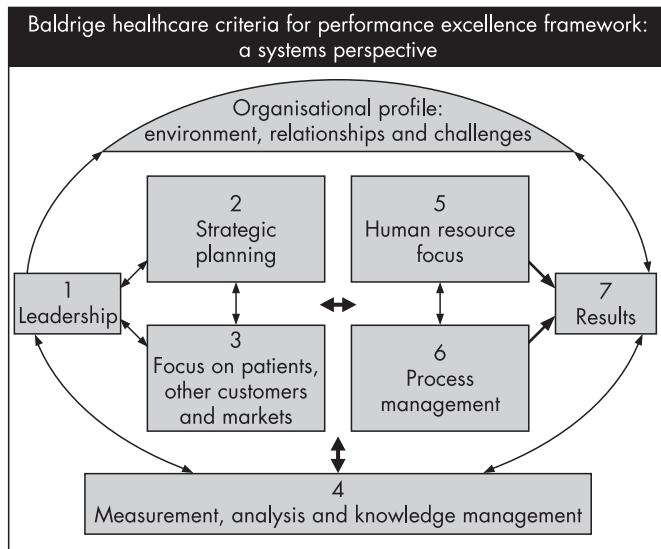 Baldrige healthcare criteria for performance excellence framework:
a systems perspective
Organisational profile:
environment, relationships and challenges
2
Strategic
planning
5
Human resource
focus
1
Leadership
7
Results
3
Focus on patients,
other customers
and markets
6
Process
management
4
Measurement, analysis and knowledge management